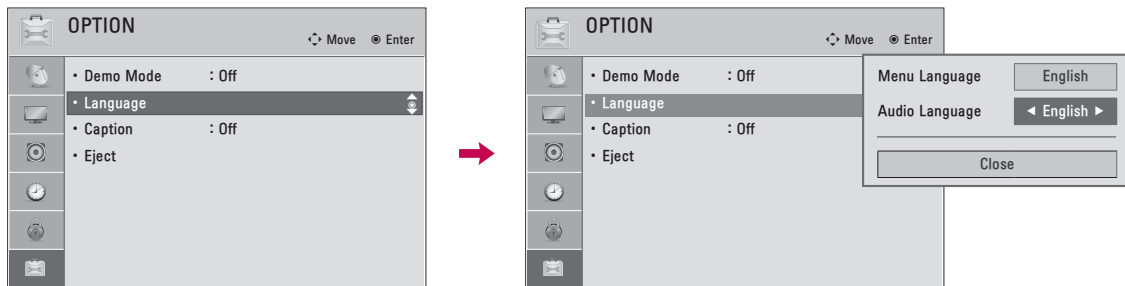 OPTION
Move Enter
• Demo Mode : Off
• Language
• Caption : Off
• Eject
OPTION
Move Enter
• Demo Mode : Off
• Language
• Caption : Off
• Eject
Menu Language English
Audio Language ◄ English ►
Close